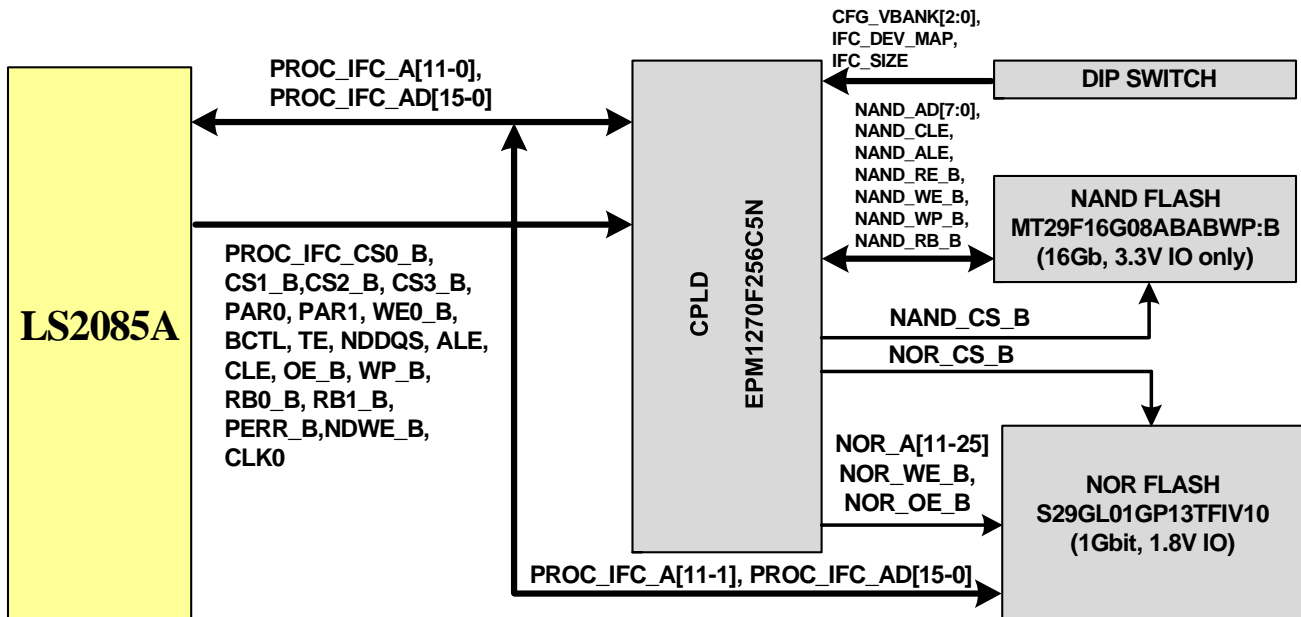 LS2085A
PROC_IFC_A[11-0],
PROC_IFC_AD[15-0]
PROC_IFC_CS0_B,
CS1_B,CS2_B, CS3_B,
PAR0, PAR1, WE0_B,
BCTL, TE, NDDQS, ALE,
CLE, OE_B, WP_B,
RB0_B, RB1_B,
PERR_B,NDWE_B,
CLK0
CPLD
EPM1270F256C5N
CFG_VBANK[2:0],
IFC_DEV_MAP,
IFC_SIZE
DIP SWITCH
NAND_AD[7:0],
NAND_CLE,
NAND_ALE,
NAND_RE_B,
NAND_WE_B,
NAND_WP_B,
NAND_RB_B
NAND FLASH
MT29F16G08ABABWP:B
(16Gb, 3.3V IO only)
NAND_CS_B
NOR_CS_B
NOR_A[11-25]
NOR_WE_B,
NOR_OE_B
NOR FLASH
S29GL01GP13TFIV10
(1Gbit, 1.8V IO)
PROC_IFC_A[11-1], PROC_IFC_AD[15-0]